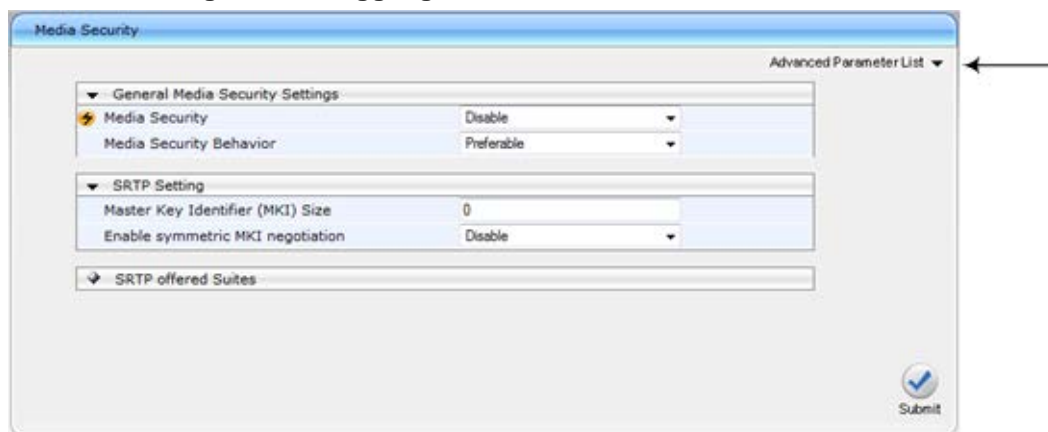 Media Security
Advanced Parameter List
General Media Security Settings
Media Security Disable
Media Security Behavior Preferable
SRTP Setting
Master Key Identifier (MKI) Size 0
Enable symmetric MKI negotiation Disable
SRTP offered Suites
Submit